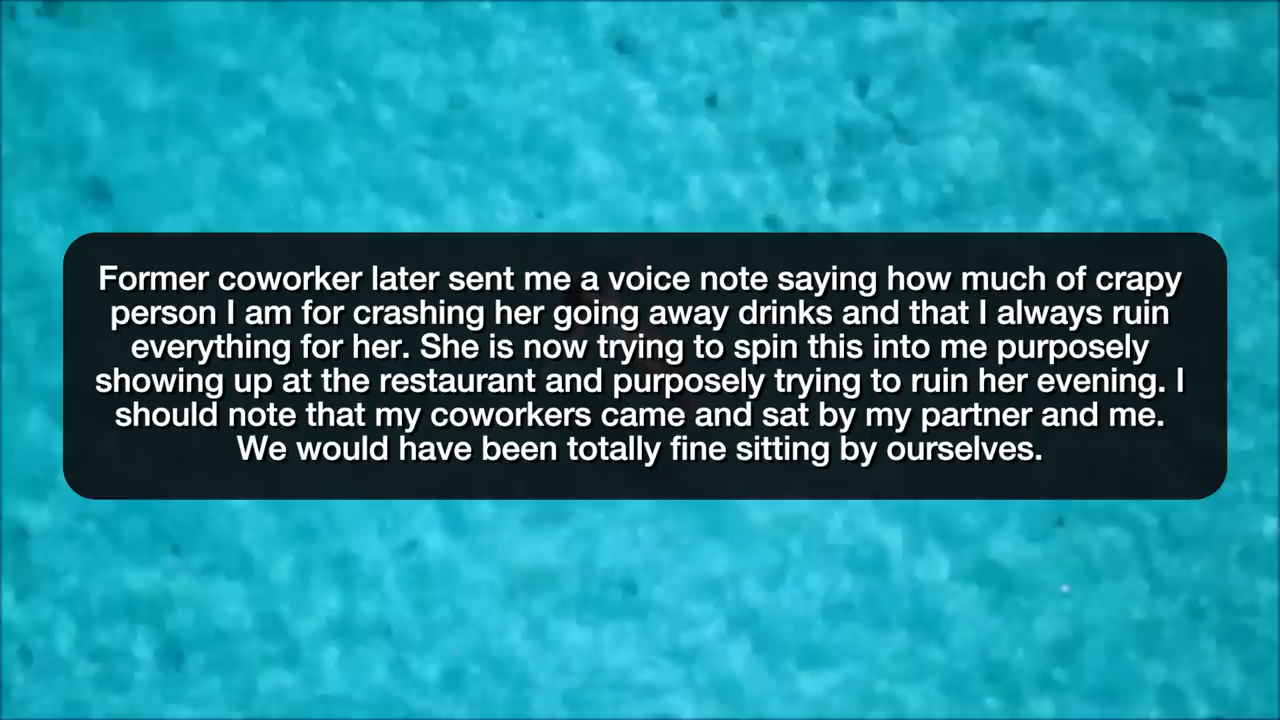 Former coworker later sent me a voice note saying how much of crapy
person I am for crashing her going away drinks and that I always ruin
everything for her. She is now trying to spin this into me purposely
showing up at the restaurant and purposely trying to ruin her evening. I
should note that my coworkers came and sat by my partner and me.
We would have been totally fine sitting by ourselves.